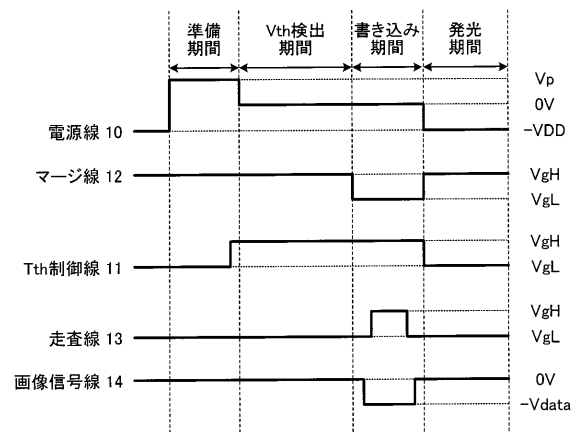 準備
期間
Vth検出
期間
書き込み
期間
発光
期間
電源線 10
Vp
0V
-VDD
マージ線 12
VgH
VgL
Tth制御線 11
VgH
VgL
走査線 13
VgH
VgL
画像信号線 14
0V
-Vdata